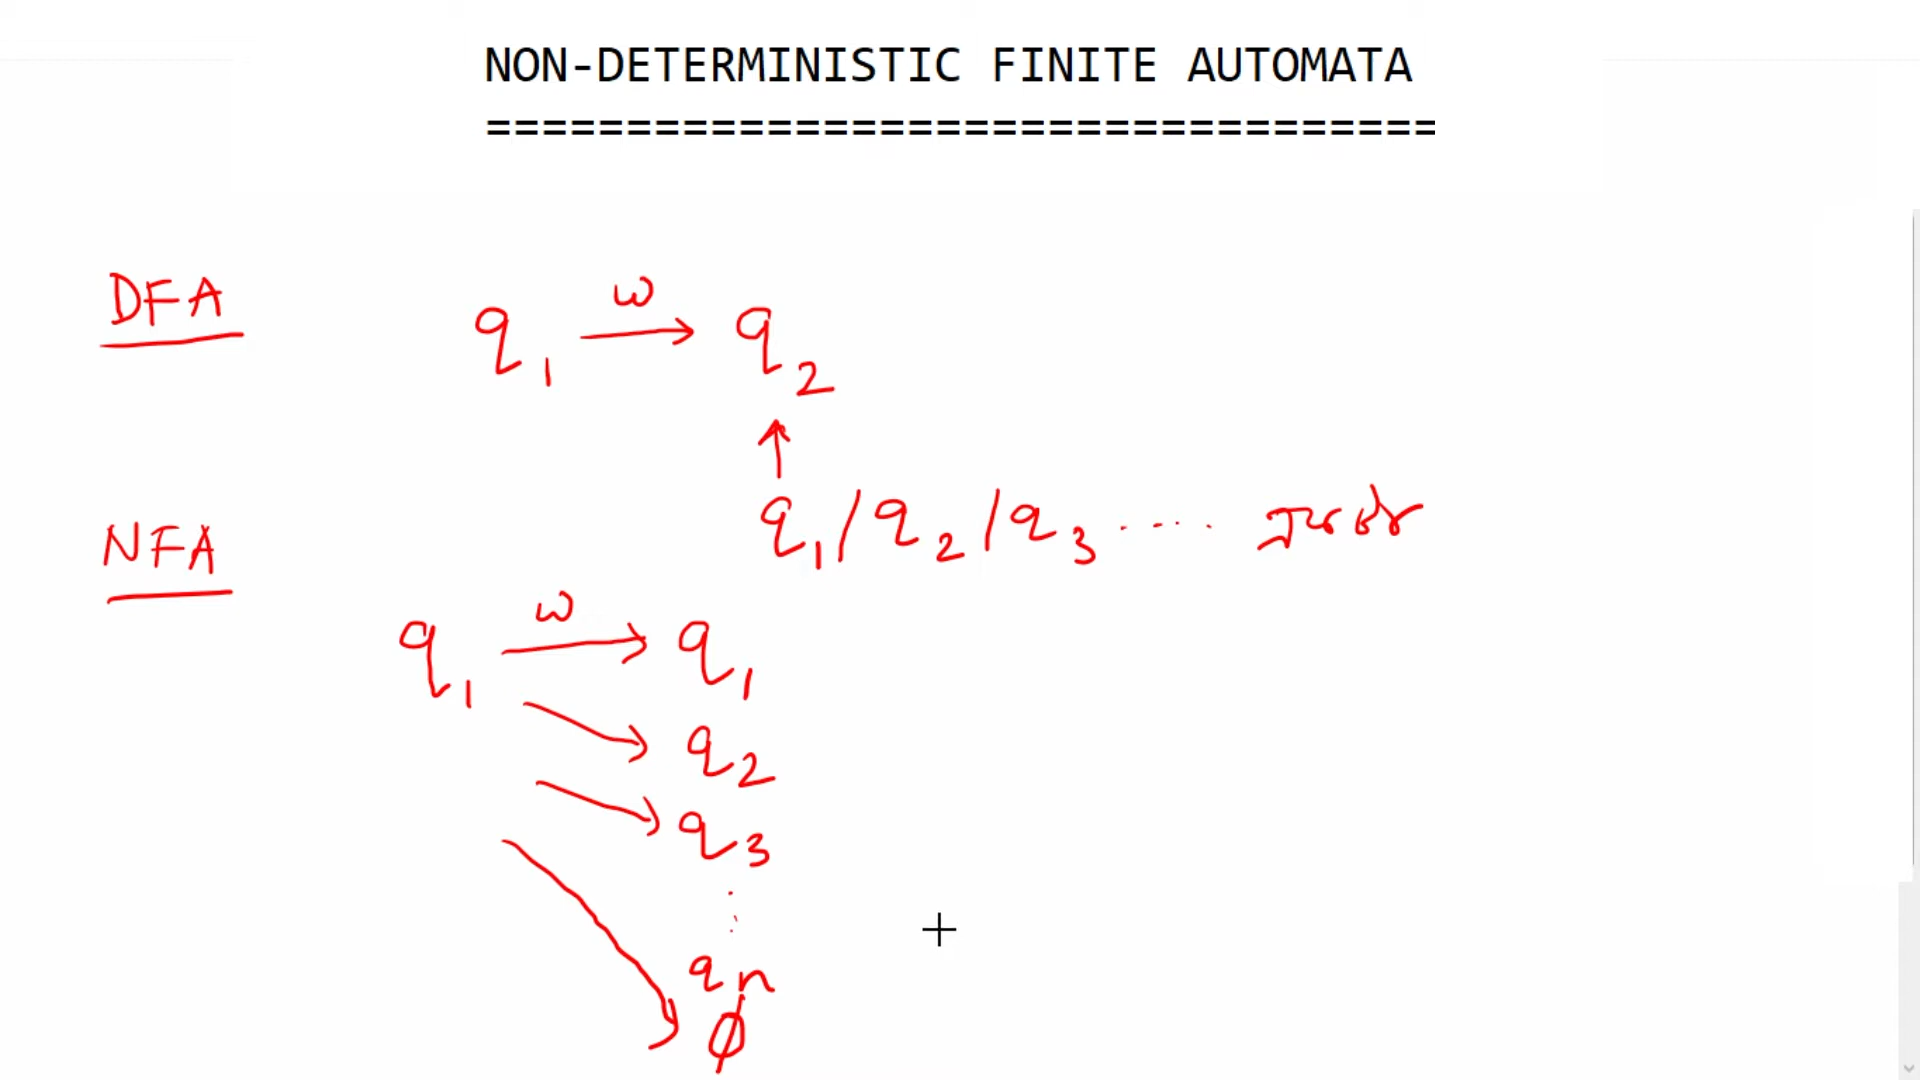 NON-DETERMINISTIC FINITE AUTOMATA
==================================
DFA
q1 ω→ q2
↑
q1/q2/q3 ....
NFA
q1 ω→ q1
→ q2
→ q3
⋮
qn
→ φ